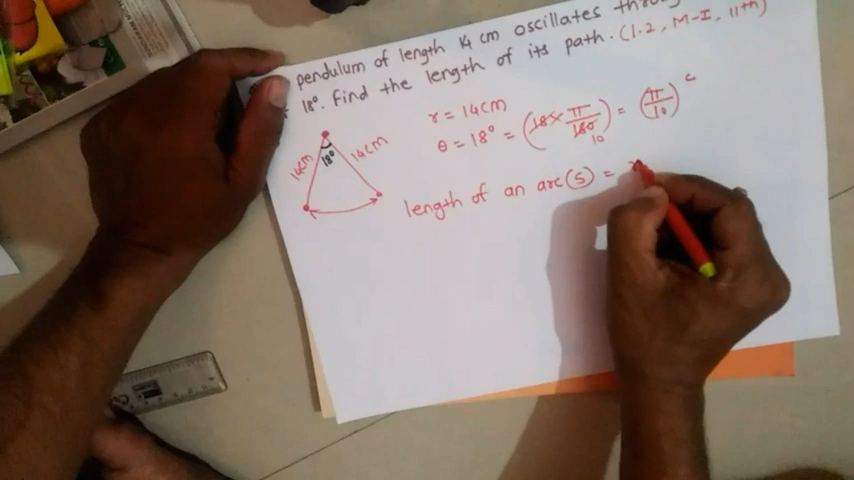 pendulum of length 14 cm oscillates through
18°. Find the length of its path. (1.2, M-I, 11th)
r = 14cm
θ = 18° = (18 × π/180) = (π/10)ᶜ
10
14cm 18° 14cm
length of an arc (S) = r